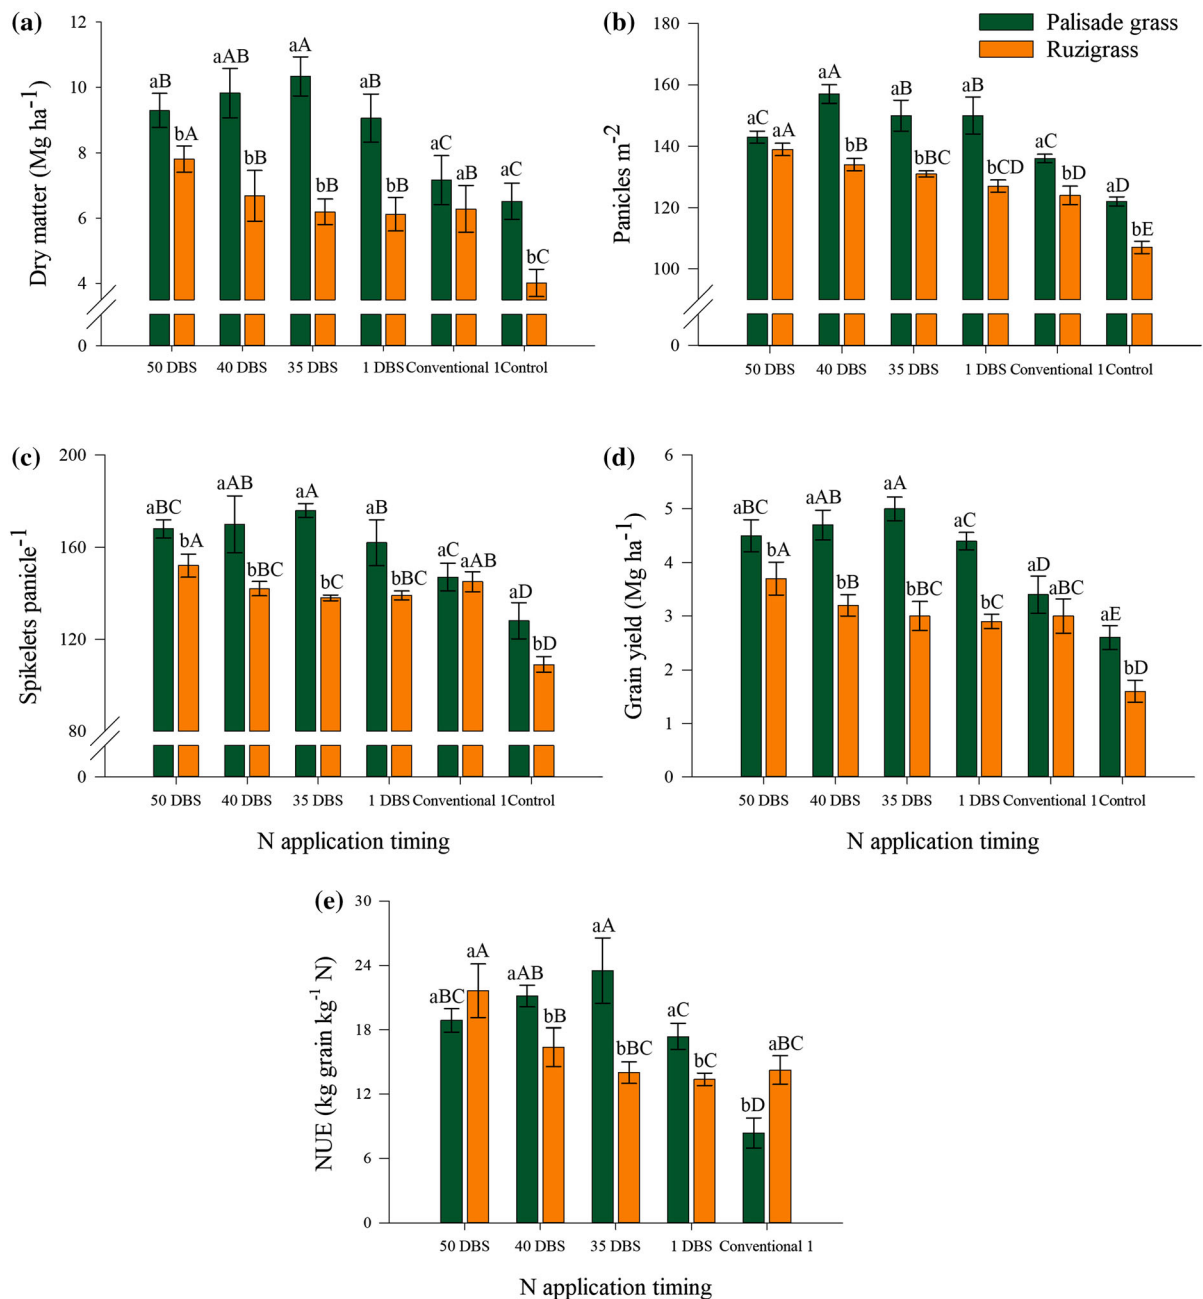 (a)
12
10
8
6
4
0
Dry matter (Mg ha-1)
aB
bA
aAB
bB
aA
bB
aB
bB
aC
aB
aC
bC
50 DBS 40 DBS 35 DBS 1 DBS Conventional 1 Control
(b)
Palisade grass
Ruzigrass
180
160
140
120
100
0
Panicles m-2
aC
aA
aA
bB
aB
bBC
aB
bCD
aC
bD
aD
bE
50 DBS 40 DBS 35 DBS 1 DBS Conventional 1 Control
(c)
200
160
120
80
0
Spikelets panicle-1
aBC
bA
aAB
bBC
aA
bC
aB
bBC
aC
aAB
aD
bD
50 DBS 40 DBS 35 DBS 1 DBS Conventional 1 Control
N application timing
(d)
6
5
4
3
2
1
0
Grain yield (Mg ha-1)
aBC
bA
aAB
bB
aA
bBC
aC
bC
aD
aBC
aE
bD
50 DBS 40 DBS 35 DBS 1 DBS Conventional 1 Control
N application timing
(e)
30
24
18
12
6
0
NUE (kg grain kg-1 N)
aBC
aA
aAB
bB
aA
bBC
aC
bC
bD
aBC
50 DBS 40 DBS 35 DBS 1 DBS Conventional 1
N application timing